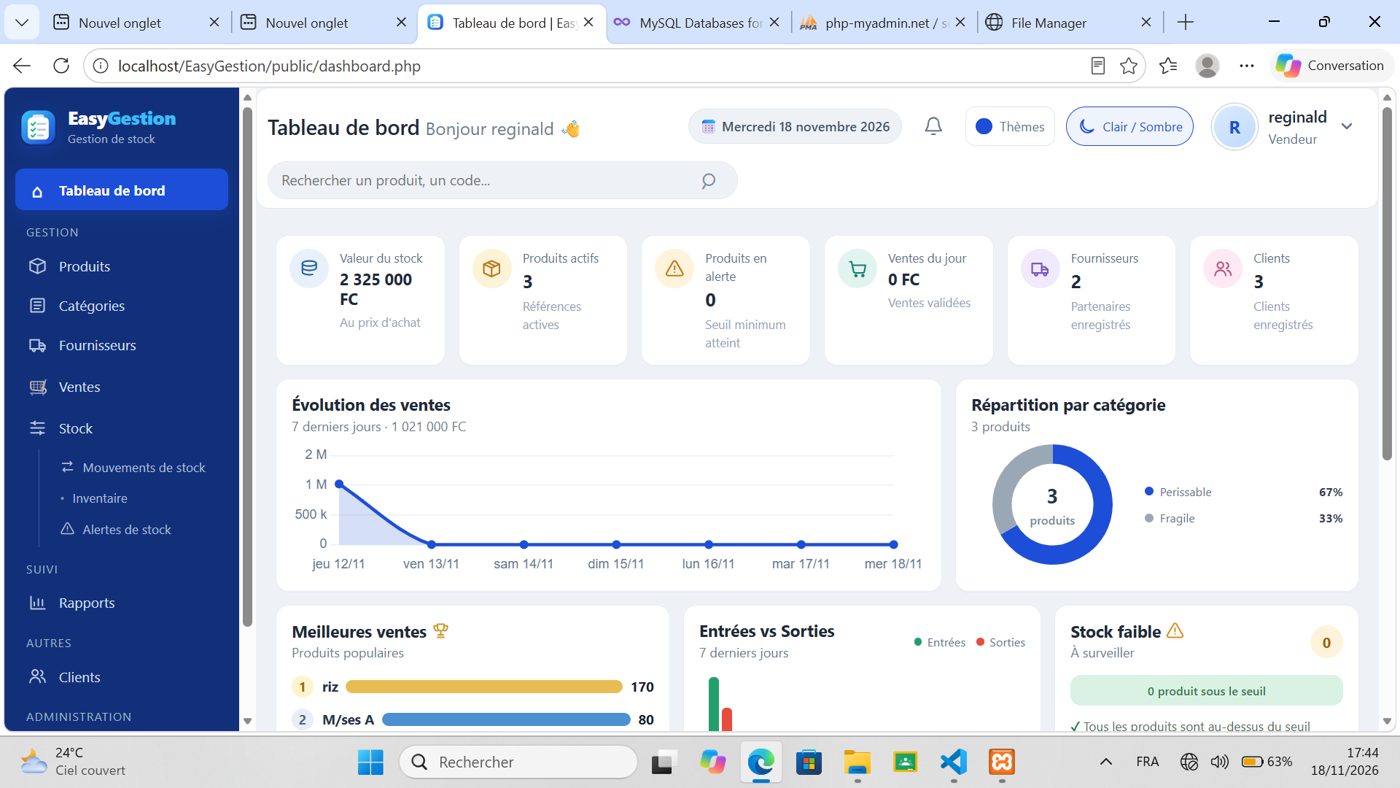 Nouvel onglet
Nouvel onglet
Tableau de bord | Eas
MySQL Databases for
php-myadmin.net / s
File Manager
localhost/EasyGestion/public/dashboard.php
Conversation
EasyGestion
Gestion de stock
Tableau de bord
GESTION
Produits
Catégories
Fournisseurs
Ventes
Stock
Mouvements de stock
Inventaire
Alertes de stock
SUIVI
Rapports
AUTRES
Clients
ADMINISTRATION
Tableau de bord Bonjour reginald 👋
Mercredi 18 novembre 2026
Thèmes
Clair / Sombre
R
reginald
Vendeur
Rechercher un produit, un code...
Valeur du stock
2 325 000
FC
Au prix d'achat
Produits actifs
3
Références
actives
Produits en
alerte
0
Seuil minimum
atteint
Ventes du jour
0 FC
Ventes validées
Fournisseurs
2
Partenaires
enregistrés
Clients
3
Clients
enregistrés
Évolution des ventes
7 derniers jours · 1 021 000 FC
2 M
1 M
500 k
0
jeu 12/11 ven 13/11 sam 14/11 dim 15/11 lun 16/11 mar 17/11 mer 18/11
Répartition par catégorie
3 produits
3
produits
Perissable 67%
Fragile 33%
Meilleures ventes
Produits populaires
1 riz 170
2 M/ses A 80
Entrées vs Sorties
7 derniers jours
Entrées Sorties
Stock faible
À surveiller
0
0 produit sous le seuil
✓ Tous les produits sont au-dessus du seuil
24°C
Ciel couvert
Rechercher
FRA
63%
17:44
18/11/2026